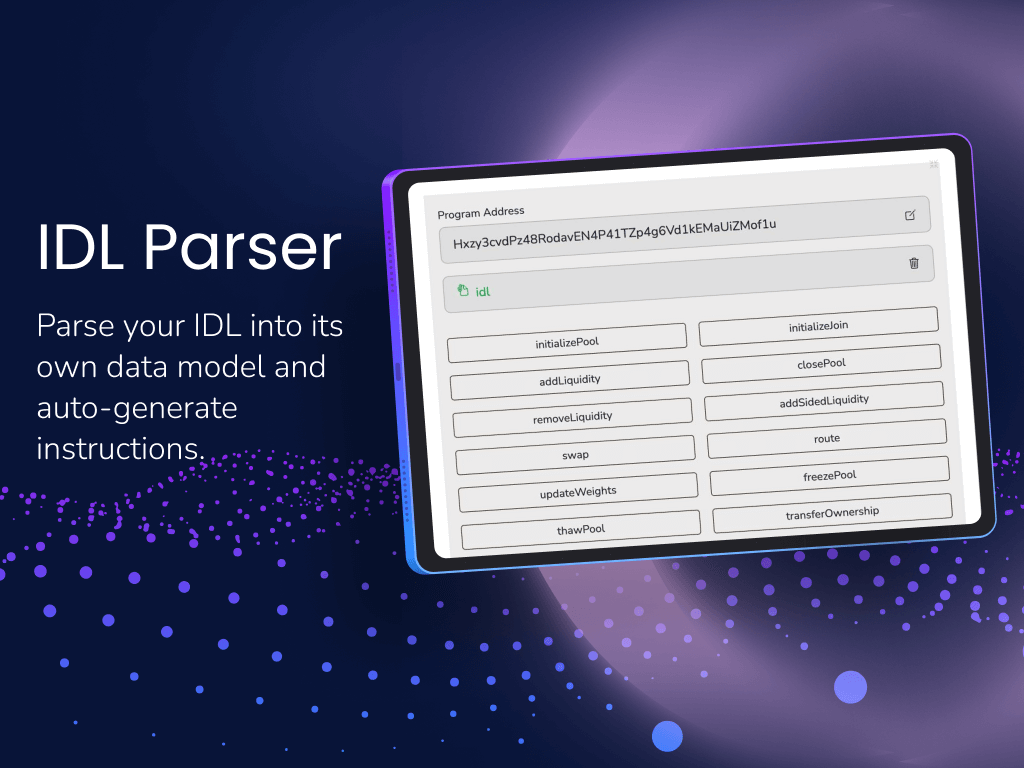 IDL Parser
Parse your IDL into its
own data model and
auto-generate
instructions.
Program Address
Hxzy3cvdPz48RodavEN4P41TZp4g6Vd1kEMaUiZMof1u
idl
initializePool
initializeJoin
addLiquidity
closePool
removeLiquidity
addSidedLiquidity
swap
route
updateWeights
freezePool
thawPool
transferOwnership